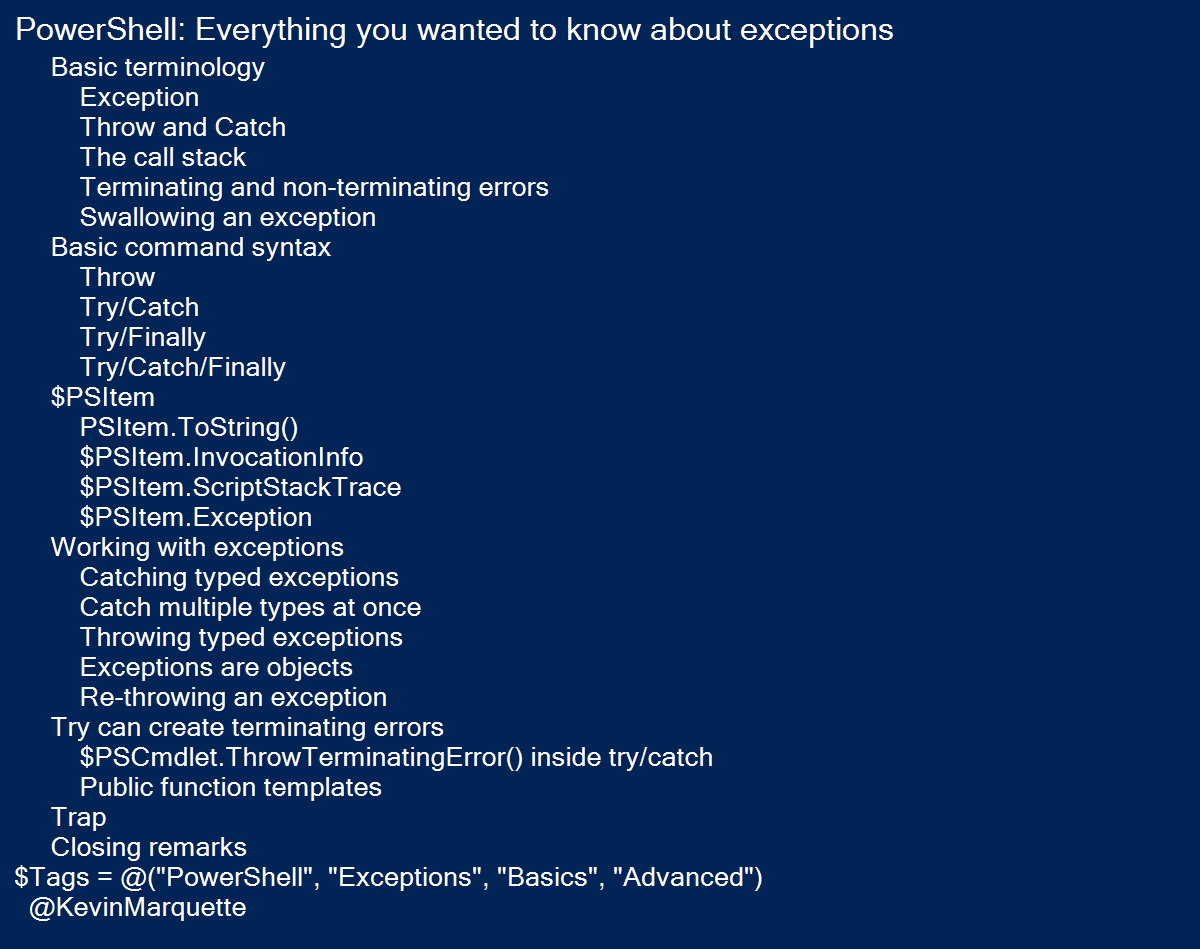 PowerShell: Everything you wanted to know about exceptions
Basic terminology
Exception
Throw and Catch
The call stack
Terminating and non-terminating errors
Swallowing an exception
Basic command syntax
Throw
Try/Catch
Try/Finally
Try/Catch/Finally
$PSItem
PSItem.ToString()
$PSItem.InvocationInfo
$PSItem.ScriptStackTrace
$PSItem.Exception
Working with exceptions
Catching typed exceptions
Catch multiple types at once
Throwing typed exceptions
Exceptions are objects
Re-throwing an exception
Try can create terminating errors
$PSCmdlet.ThrowTerminatingError() inside try/catch
Public function templates
Trap
Closing remarks
$Tags = @("PowerShell", "Exceptions", "Basics", "Advanced")
@KevinMarquette